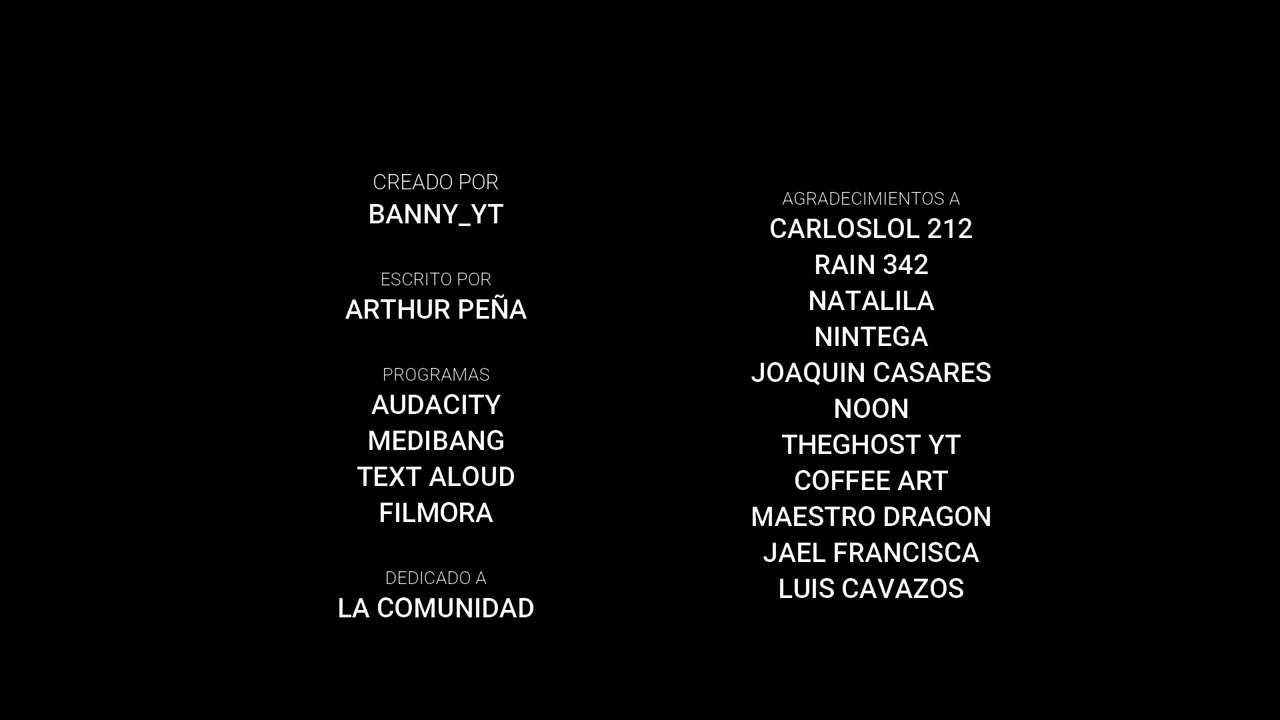 CREADO POR
BANNY_YT
ESCRITO POR
ARTHUR PEÑA
PROGRAMAS
AUDACITY
MEDIBANG
TEXT ALOUD
FILMORA
DEDICADO A
LA COMUNIDAD
AGRADECIMIENTOS A
CARLOSLOL 212
RAIN 342
NATALILA
NINTEGA
JOAQUIN CASARES
NOON
THEGHOST YT
COFFEE ART
MAESTRO DRAGON
JAEL FRANCISCA
LUIS CAVAZOS